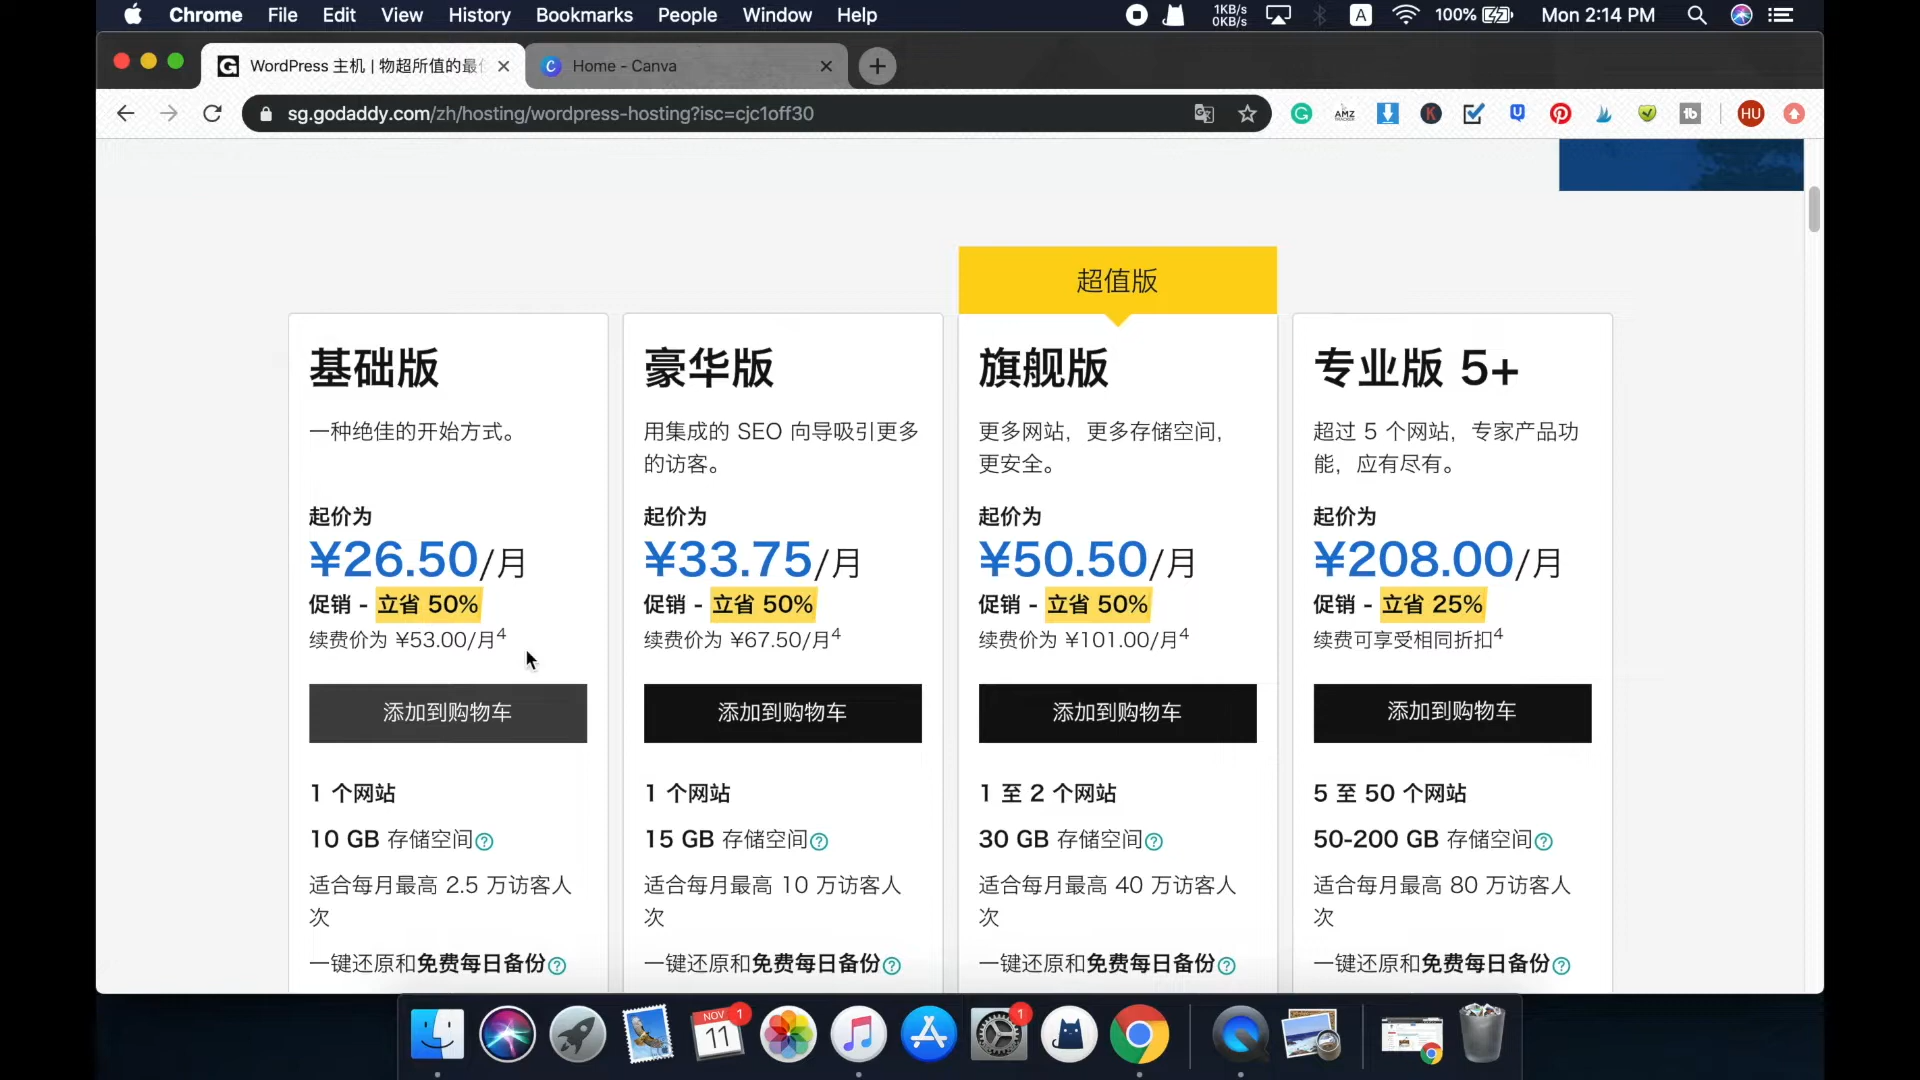 Chrome File Edit View History Bookmarks People Window Help 1KB/s 0KB/s A 100% Mon 2:14 PM
WordPress 主机 | 物超所值的最 Home - Canva
sg.godaddy.com/zh/hosting/wordpress-hosting?isc=cjc1off30 AMZ HU
超值版
基础版 豪华版 旗舰版 专业版 5+
一种绝佳的开始方式。 用集成的 SEO 向导吸引更多 更多网站，更多存储空间， 超过 5 个网站，专家产品功
的访客。 更安全。 能，应有尽有。
起价为 起价为 起价为 起价为
¥26.50/月 ¥33.75/月 ¥50.50/月 ¥208.00/月
促销 - 立省 50% 促销 - 立省 50% 促销 - 立省 50% 促销 - 立省 25%
续费价为 ¥53.00/月4 续费价为 ¥67.50/月4 续费价为 ¥101.00/月4 续费可享受相同折扣4
添加到购物车 添加到购物车 添加到购物车 添加到购物车
1 个网站 1 个网站 1 至 2 个网站 5 至 50 个网站
10 GB 存储空间? 15 GB 存储空间? 30 GB 存储空间? 50-200 GB 存储空间?
适合每月最高 2.5 万访客人 适合每月最高 10 万访客人 适合每月最高 40 万访客人 适合每月最高 80 万访客人
次 次 次 次
一键还原和免费每日备份? 一键还原和免费每日备份? 一键还原和免费每日备份? 一键还原和免费每日备份?
NOV 11 1 1